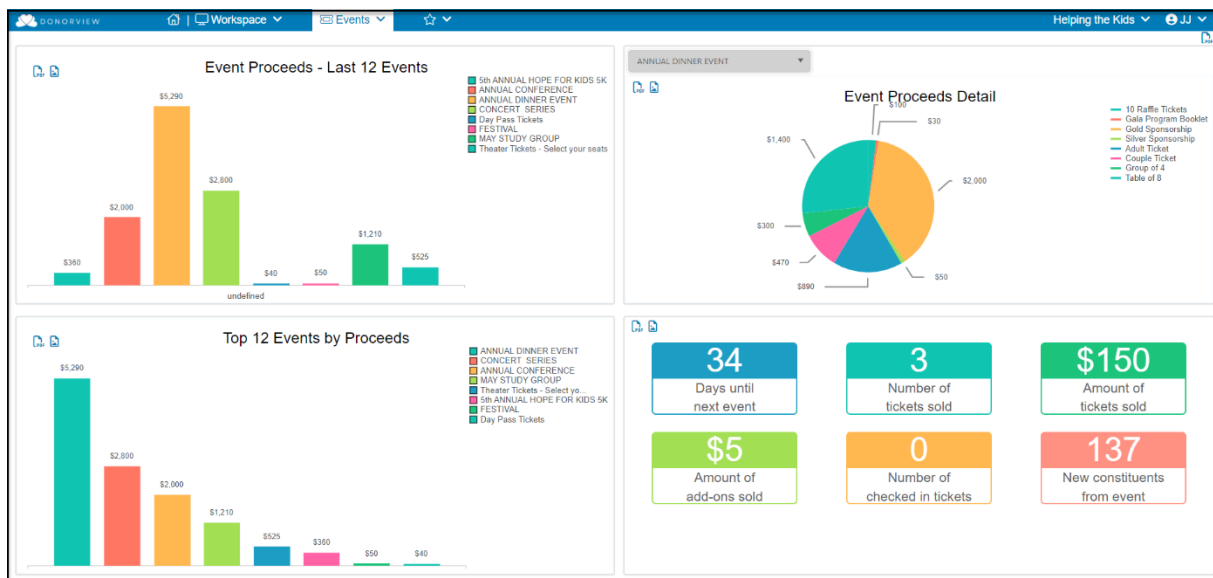 DONORVIEW
Workspace
Events
Helping the Kids
JJ
Event Proceeds - Last 12 Events
$360
$2,000
$5,290
$2,800
$40
$50
$1,210
$525
undefined
5th ANNUAL HOPE FOR KIDS 5K
ANNUAL CONFERENCE
ANNUAL DINNER EVENT
CONCERT SERIES
Day Pass Tickets
FESTIVAL
MAY STUDY GROUP
Theater Tickets - Select your seats
ANNUAL DINNER EVENT
Event Proceeds Detail
$100
$30
$2,000
$50
$890
$470
$300
$1,400
10 Raffle Tickets
Gala Program Booklet
Gold Sponsorship
Silver Sponsorship
Adult Ticket
Couple Ticket
Group of 4
Table of 8
Top 12 Events by Proceeds
$5,290
$2,800
$2,000
$1,210
$525
$360
$50
$40
ANNUAL DINNER EVENT
CONCERT SERIES
ANNUAL CONFERENCE
MAY STUDY GROUP
Theater Tickets - Select yo...
5th ANNUAL HOPE FOR KIDS 5K
FESTIVAL
Day Pass Tickets
34
Days until
next event
3
Number of
tickets sold
$150
Amount of
tickets sold
$5
Amount of
add-ons sold
0
Number of
checked in tickets
137
New constituents
from event